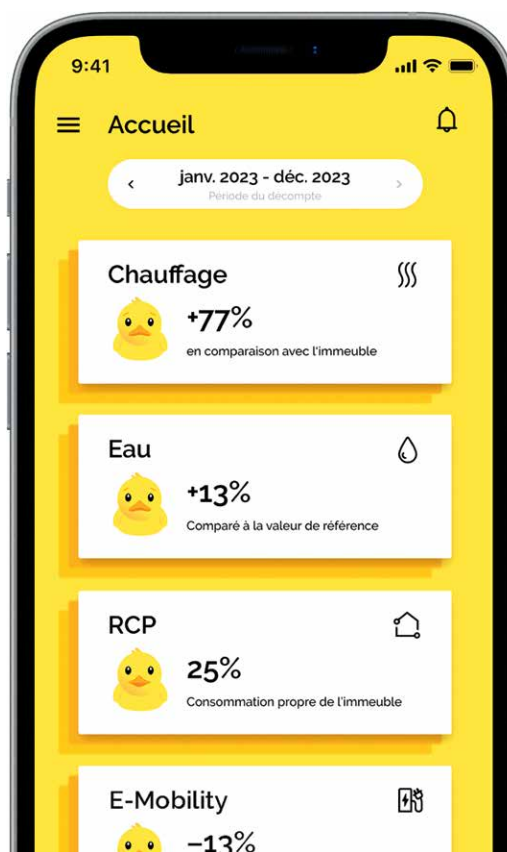 9:41
Accueil
janv. 2023 - déc. 2023
Période du décompte
Chauffage
+77%
en comparaison avec l'immeuble
Eau
+13%
Comparé à la valeur de référence
RCP
25%
Consommation propre de l'immeuble
E-Mobility
−13%